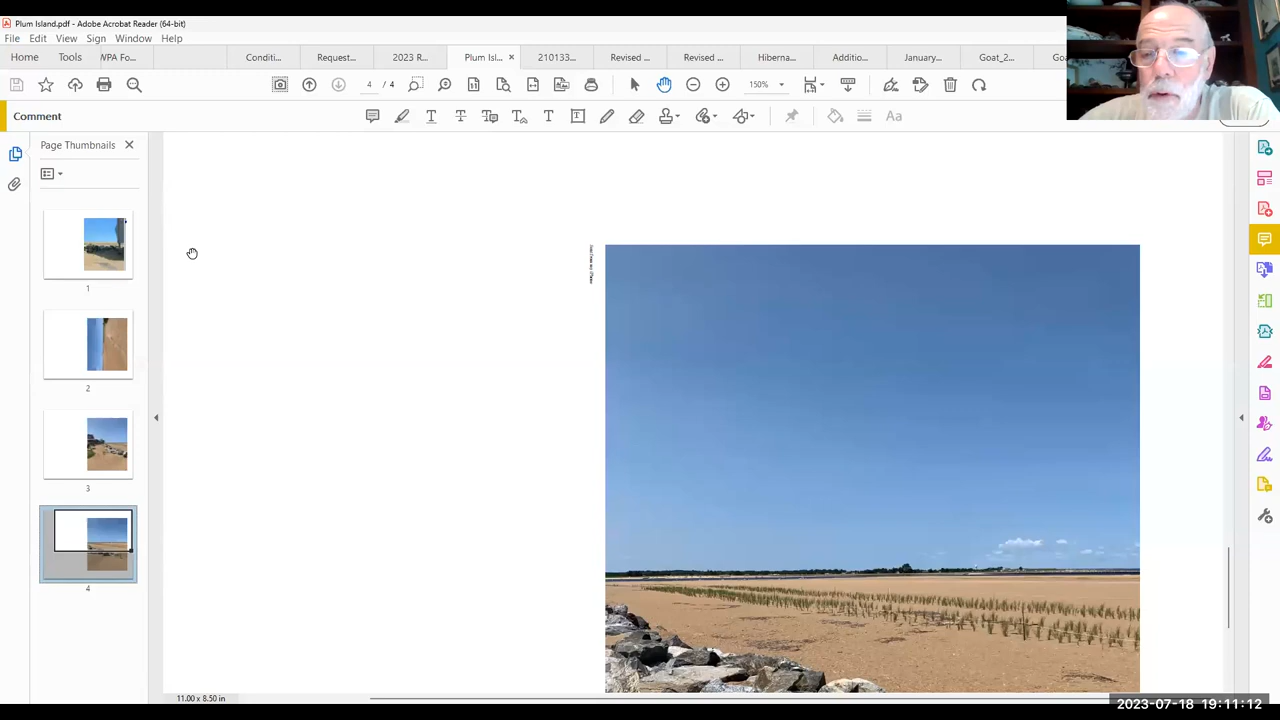 Plum Island.pdf - Adobe Acrobat Reader (64-bit)
File Edit View Sign Window Help
Home Tools WPA Fo... Conditi... Request... 2023 R... Plum Isl... × 210133... Revised ... Revised ... Hiberna... Additio... January... Goat_2...
4 / 4 150%
Comment
Aa
Page Thumbnails ×
1
2
3
4
11.00 x 8.50 in
2023-07-18 19:11:12